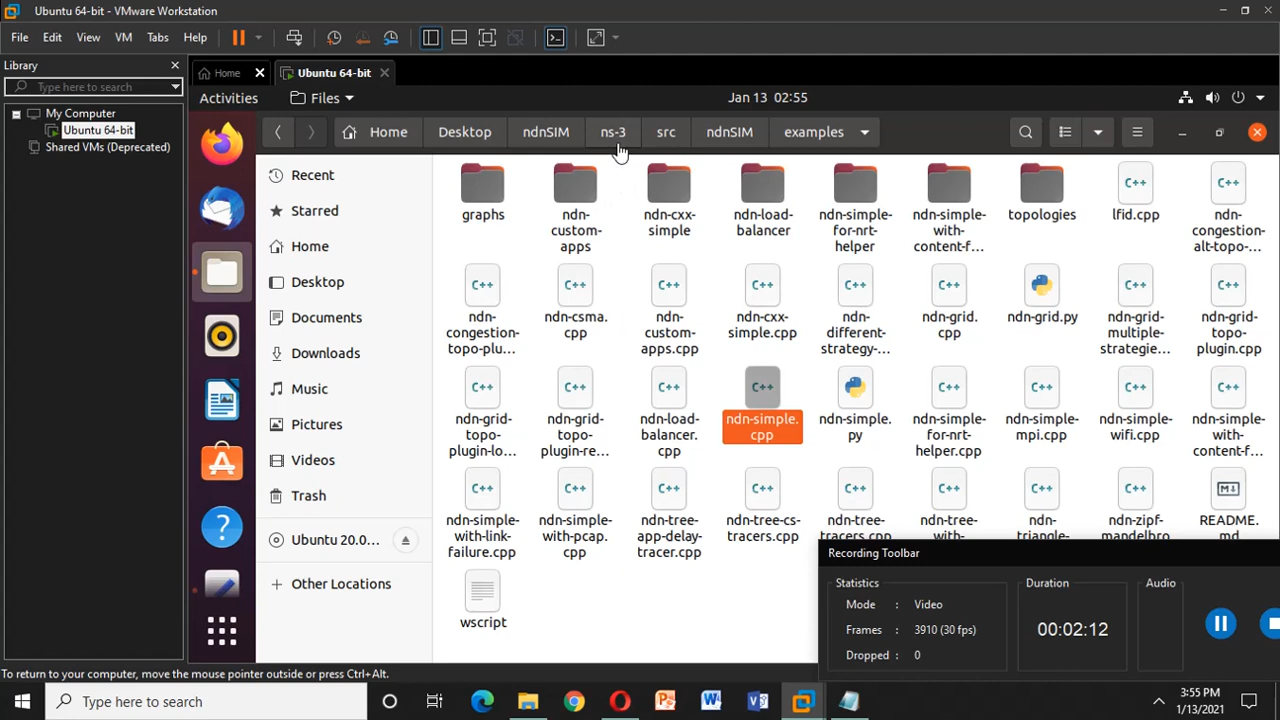 Ubuntu 64-bit - VMware Workstation
File Edit View VM Tabs Help
Library
Type here to search
My Computer
Ubuntu 64-bit
Shared VMs (Deprecated)
Home
Ubuntu 64-bit
Activities
Files
Jan 13 02:55
Home
Desktop
ndnSIM
ns-3
src
ndnSIM
examples
Recent
Starred
Home
Desktop
Documents
Downloads
Music
Pictures
Videos
Trash
Ubuntu 20.0...
Other Locations
graphs
ndn-
custom-
apps
ndn-cxx-
simple
ndn-load-
balancer
ndn-simple-
for-nrt-
helper
ndn-simple-
with-
content-f...
topologies
C++
lfid.cpp
C++
ndn-
congestion-
alt-topo-...
C++
ndn-
congestion-
topo-plu...
C++
ndn-csma.
cpp
C++
ndn-
custom-
apps.cpp
C++
ndn-cxx-
simple.cpp
C++
ndn-
different-
strategy-...
C++
ndn-grid.
cpp
ndn-grid.py
C++
ndn-grid-
multiple-
strategie...
C++
ndn-grid-
topo-
plugin.cpp
C++
ndn-grid-
topo-
plugin-lo...
C++
ndn-grid-
topo-
plugin-re...
C++
ndn-load-
balancer.
cpp
C++
ndn-simple.
cpp
ndn-simple.
py
C++
ndn-simple-
for-nrt-
helper.cpp
C++
ndn-simple-
mpi.cpp
C++
ndn-simple-
wifi.cpp
C++
ndn-simple-
with-
content-f...
C++
ndn-simple-
with-link-
failure.cpp
C++
ndn-simple-
with-pcap.
cpp
C++
ndn-tree-
app-delay-
tracer.cpp
C++
ndn-tree-cs-
tracers.cpp
C++
ndn-tree-
tracers.cpp
C++
ndn-tree-
with-
C++
ndn-
triangle-
C++
ndn-zipf-
mandelbro
README.
md
wscript
Recording Toolbar
Statistics
Mode : Video
Frames : 3910 (30 fps)
Dropped : 0
Duration
00:02:12
Audio
To return to your computer, move the mouse pointer outside or press Ctrl+Alt.
Type here to search
3:55 PM
1/13/2021